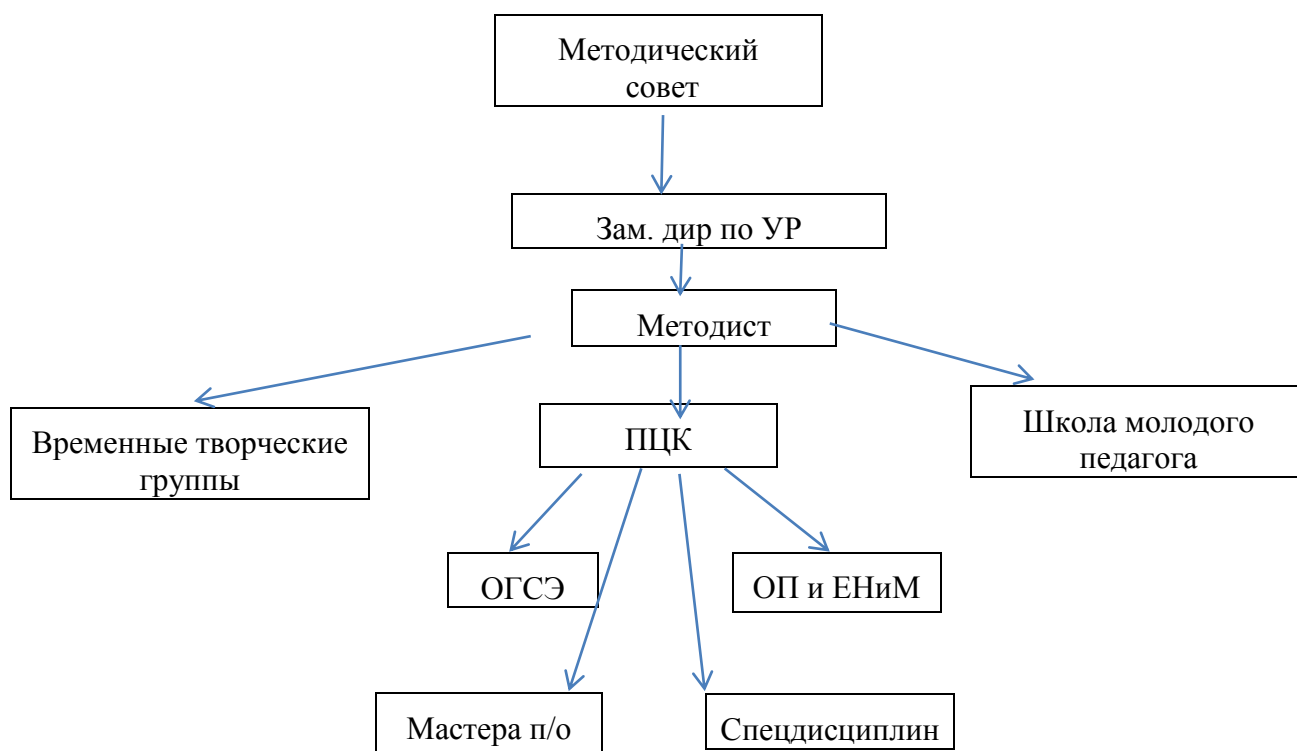 Методический
совет
Зам. дир по УР
Методист
Временные творческие
группы
ПЦК
Школа молодого
педагога
ОГСЭ
ОП и ЕНиМ
Мастера п/о
Спецдисциплин